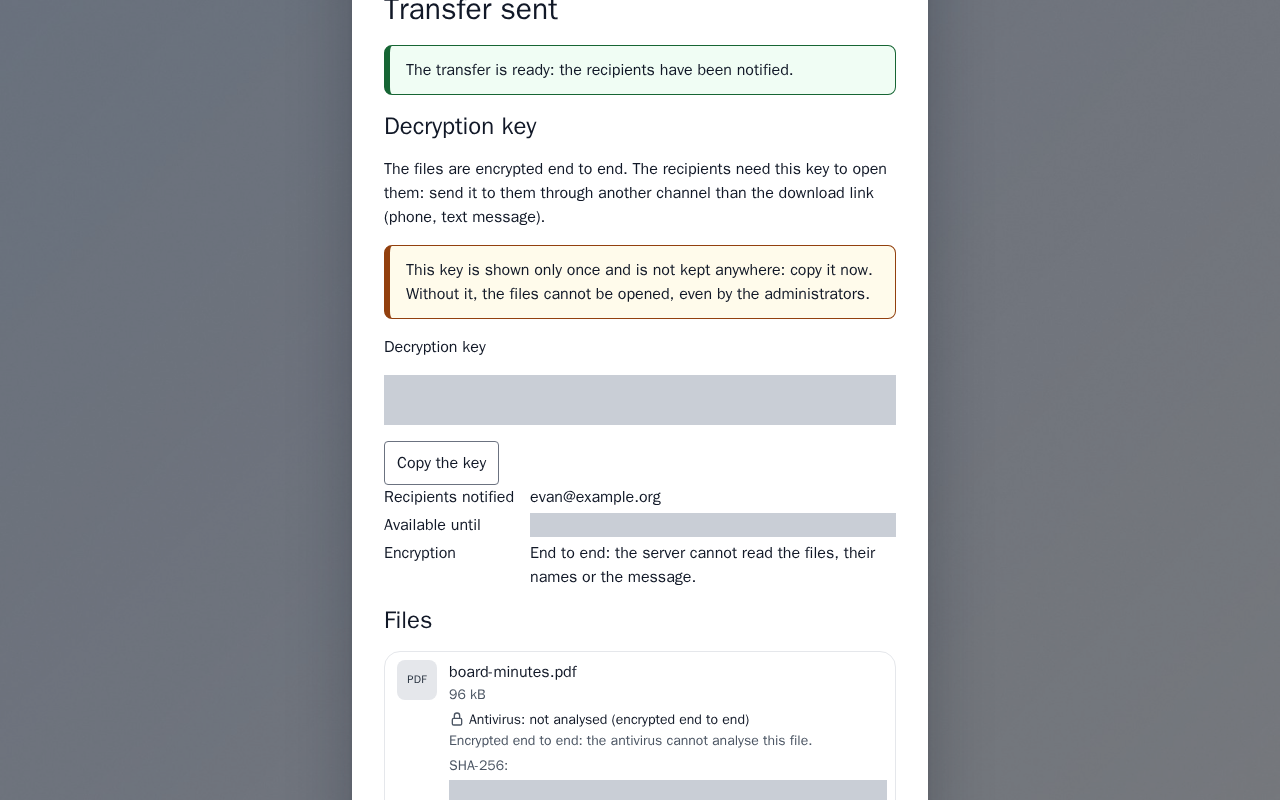 Transfer sent
The transfer is ready: the recipients have been notified.
Decryption key
The files are encrypted end to end. The recipients need this key to open
them: send it to them through another channel than the download link
(phone, text message).
This key is shown only once and is not kept anywhere: copy it now.
Without it, the files cannot be opened, even by the administrators.
Decryption key
Copy the key
Recipients notified evan@example.org
Available until
Encryption End to end: the server cannot read the files, their
names or the message.
Files
PDF board-minutes.pdf
96 kB
Antivirus: not analysed (encrypted end to end)
Encrypted end to end: the antivirus cannot analyse this file.
SHA-256: